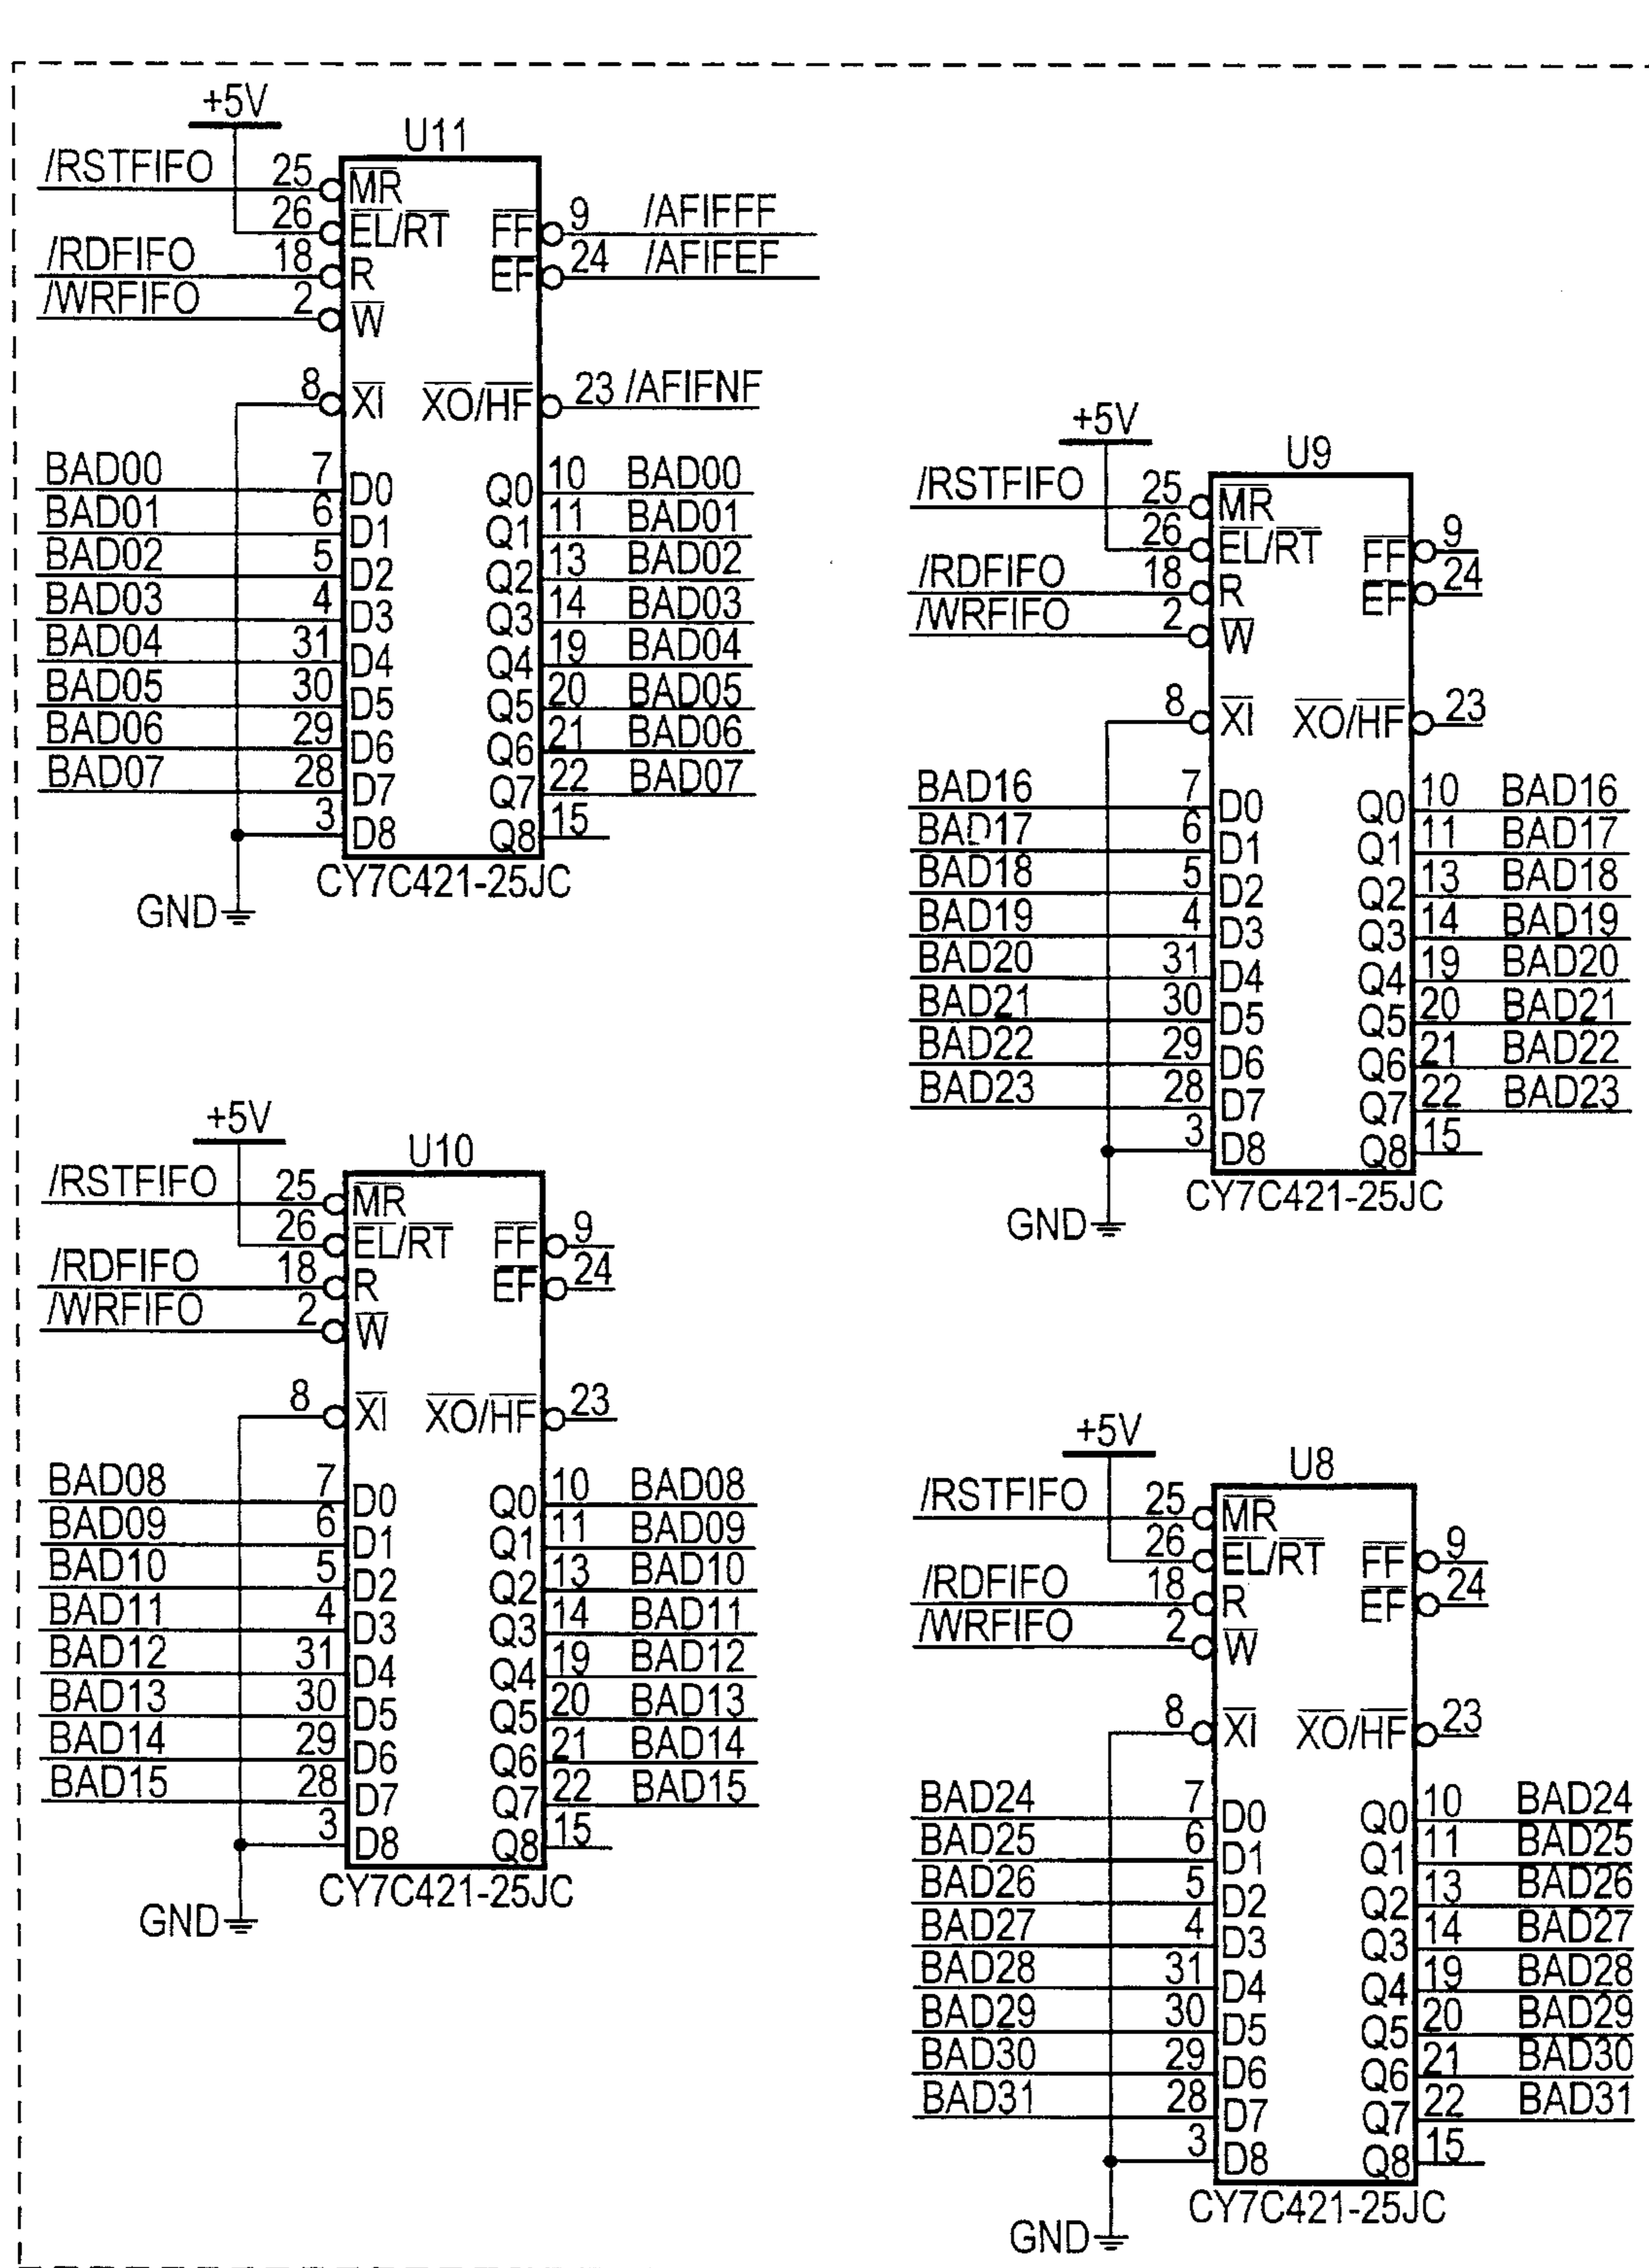 +5V
U11
/RSTFIFO 25 MR
26 EL/RT FF 9 /AFIFFF
/RDFIFO 18 R EF 24 /AFIFEF
/WRFIFO 2 W
8 XI XO/HF 23 /AFIFNF
BAD00 7 D0 Q0 10 BAD00
BAD01 6 D1 Q1 11 BAD01
BAD02 5 D2 Q2 13 BAD02
BAD03 4 D3 Q3 14 BAD03
BAD04 31 D4 Q4 19 BAD04
BAD05 30 D5 Q5 20 BAD05
BAD06 29 D6 Q6 21 BAD06
BAD07 28 D7 Q7 22 BAD07
3 D8 Q8 15
CY7C421-25JC
GND
+5V
U10
/RSTFIFO 25 MR
26 EL/RT FF 9
/RDFIFO 18 R EF 24
/WRFIFO 2 W
8 XI XO/HF 23
BAD08 7 D0 Q0 10 BAD08
BAD09 6 D1 Q1 11 BAD09
BAD10 5 D2 Q2 13 BAD10
BAD11 4 D3 Q3 14 BAD11
BAD12 31 D4 Q4 19 BAD12
BAD13 30 D5 Q5 20 BAD13
BAD14 29 D6 Q6 21 BAD14
BAD15 28 D7 Q7 22 BAD15
3 D8 Q8 15
CY7C421-25JC
GND
+5V
U9
/RSTFIFO 25 MR
26 EL/RT FF 9
/RDFIFO 18 R EF 24
/WRFIFO 2 W
8 XI XO/HF 23
BAD16 7 D0 Q0 10 BAD16
BAD17 6 D1 Q1 11 BAD17
BAD18 5 D2 Q2 13 BAD18
BAD19 4 D3 Q3 14 BAD19
BAD20 31 D4 Q4 19 BAD20
BAD21 30 D5 Q5 20 BAD21
BAD22 29 D6 Q6 21 BAD22
BAD23 28 D7 Q7 22 BAD23
3 D8 Q8 15
CY7C421-25JC
GND
+5V
U8
/RSTFIFO 25 MR
26 EL/RT FF 9
/RDFIFO 18 R EF 24
/WRFIFO 2 W
8 XI XO/HF 23
BAD24 7 D0 Q0 10 BAD24
BAD25 6 D1 Q1 11 BAD25
BAD26 5 D2 Q2 13 BAD26
BAD27 4 D3 Q3 14 BAD27
BAD28 31 D4 Q4 19 BAD28
BAD29 30 D5 Q5 20 BAD29
BAD30 29 D6 Q6 21 BAD30
BAD31 28 D7 Q7 22 BAD31
3 D8 Q8 15
CY7C421-25JC
GND